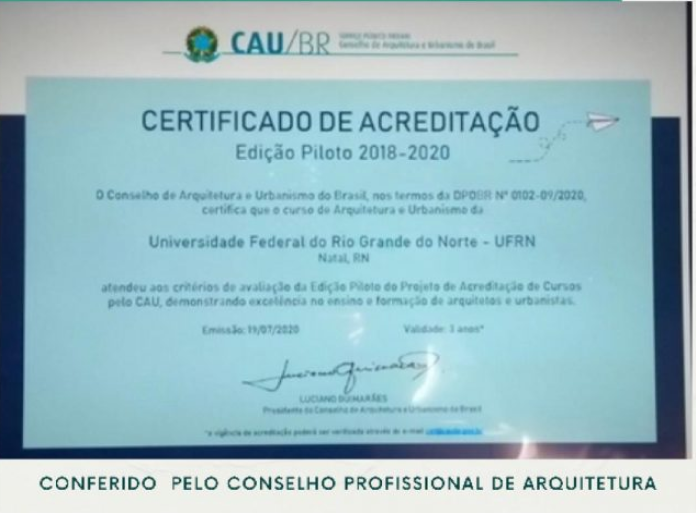 CAU/BR
SERVIÇO PÚBLICO FEDERAL
Conselho de Arquitetura e Urbanismo do Brasil
CERTIFICADO DE ACREDITAÇÃO
Edição Piloto 2018-2020
O Conselho de Arquitetura e Urbanismo do Brasil, nos termos da DPOBR Nº 0102-09/2020,
certifica que o curso de Arquitetura e Urbanismo da
Universidade Federal do Rio Grande do Norte - UFRN
Natal, RN
atendeu aos critérios de avaliação da Edição Piloto do Projeto de Acreditação de Cursos
pelo CAU, demonstrando excelência no ensino e formação de arquitetos e urbanistas.
Emissão: 19/07/2020
Validade: 3 anos*
LUCIANO GUIMARÃES
Presidente do Conselho de Arquitetura e Urbanismo do Brasil
*a vigência da acreditação poderá ser verificada através do e-mail
CONFERIDO PELO CONSELHO PROFISSIONAL DE ARQUITETURA